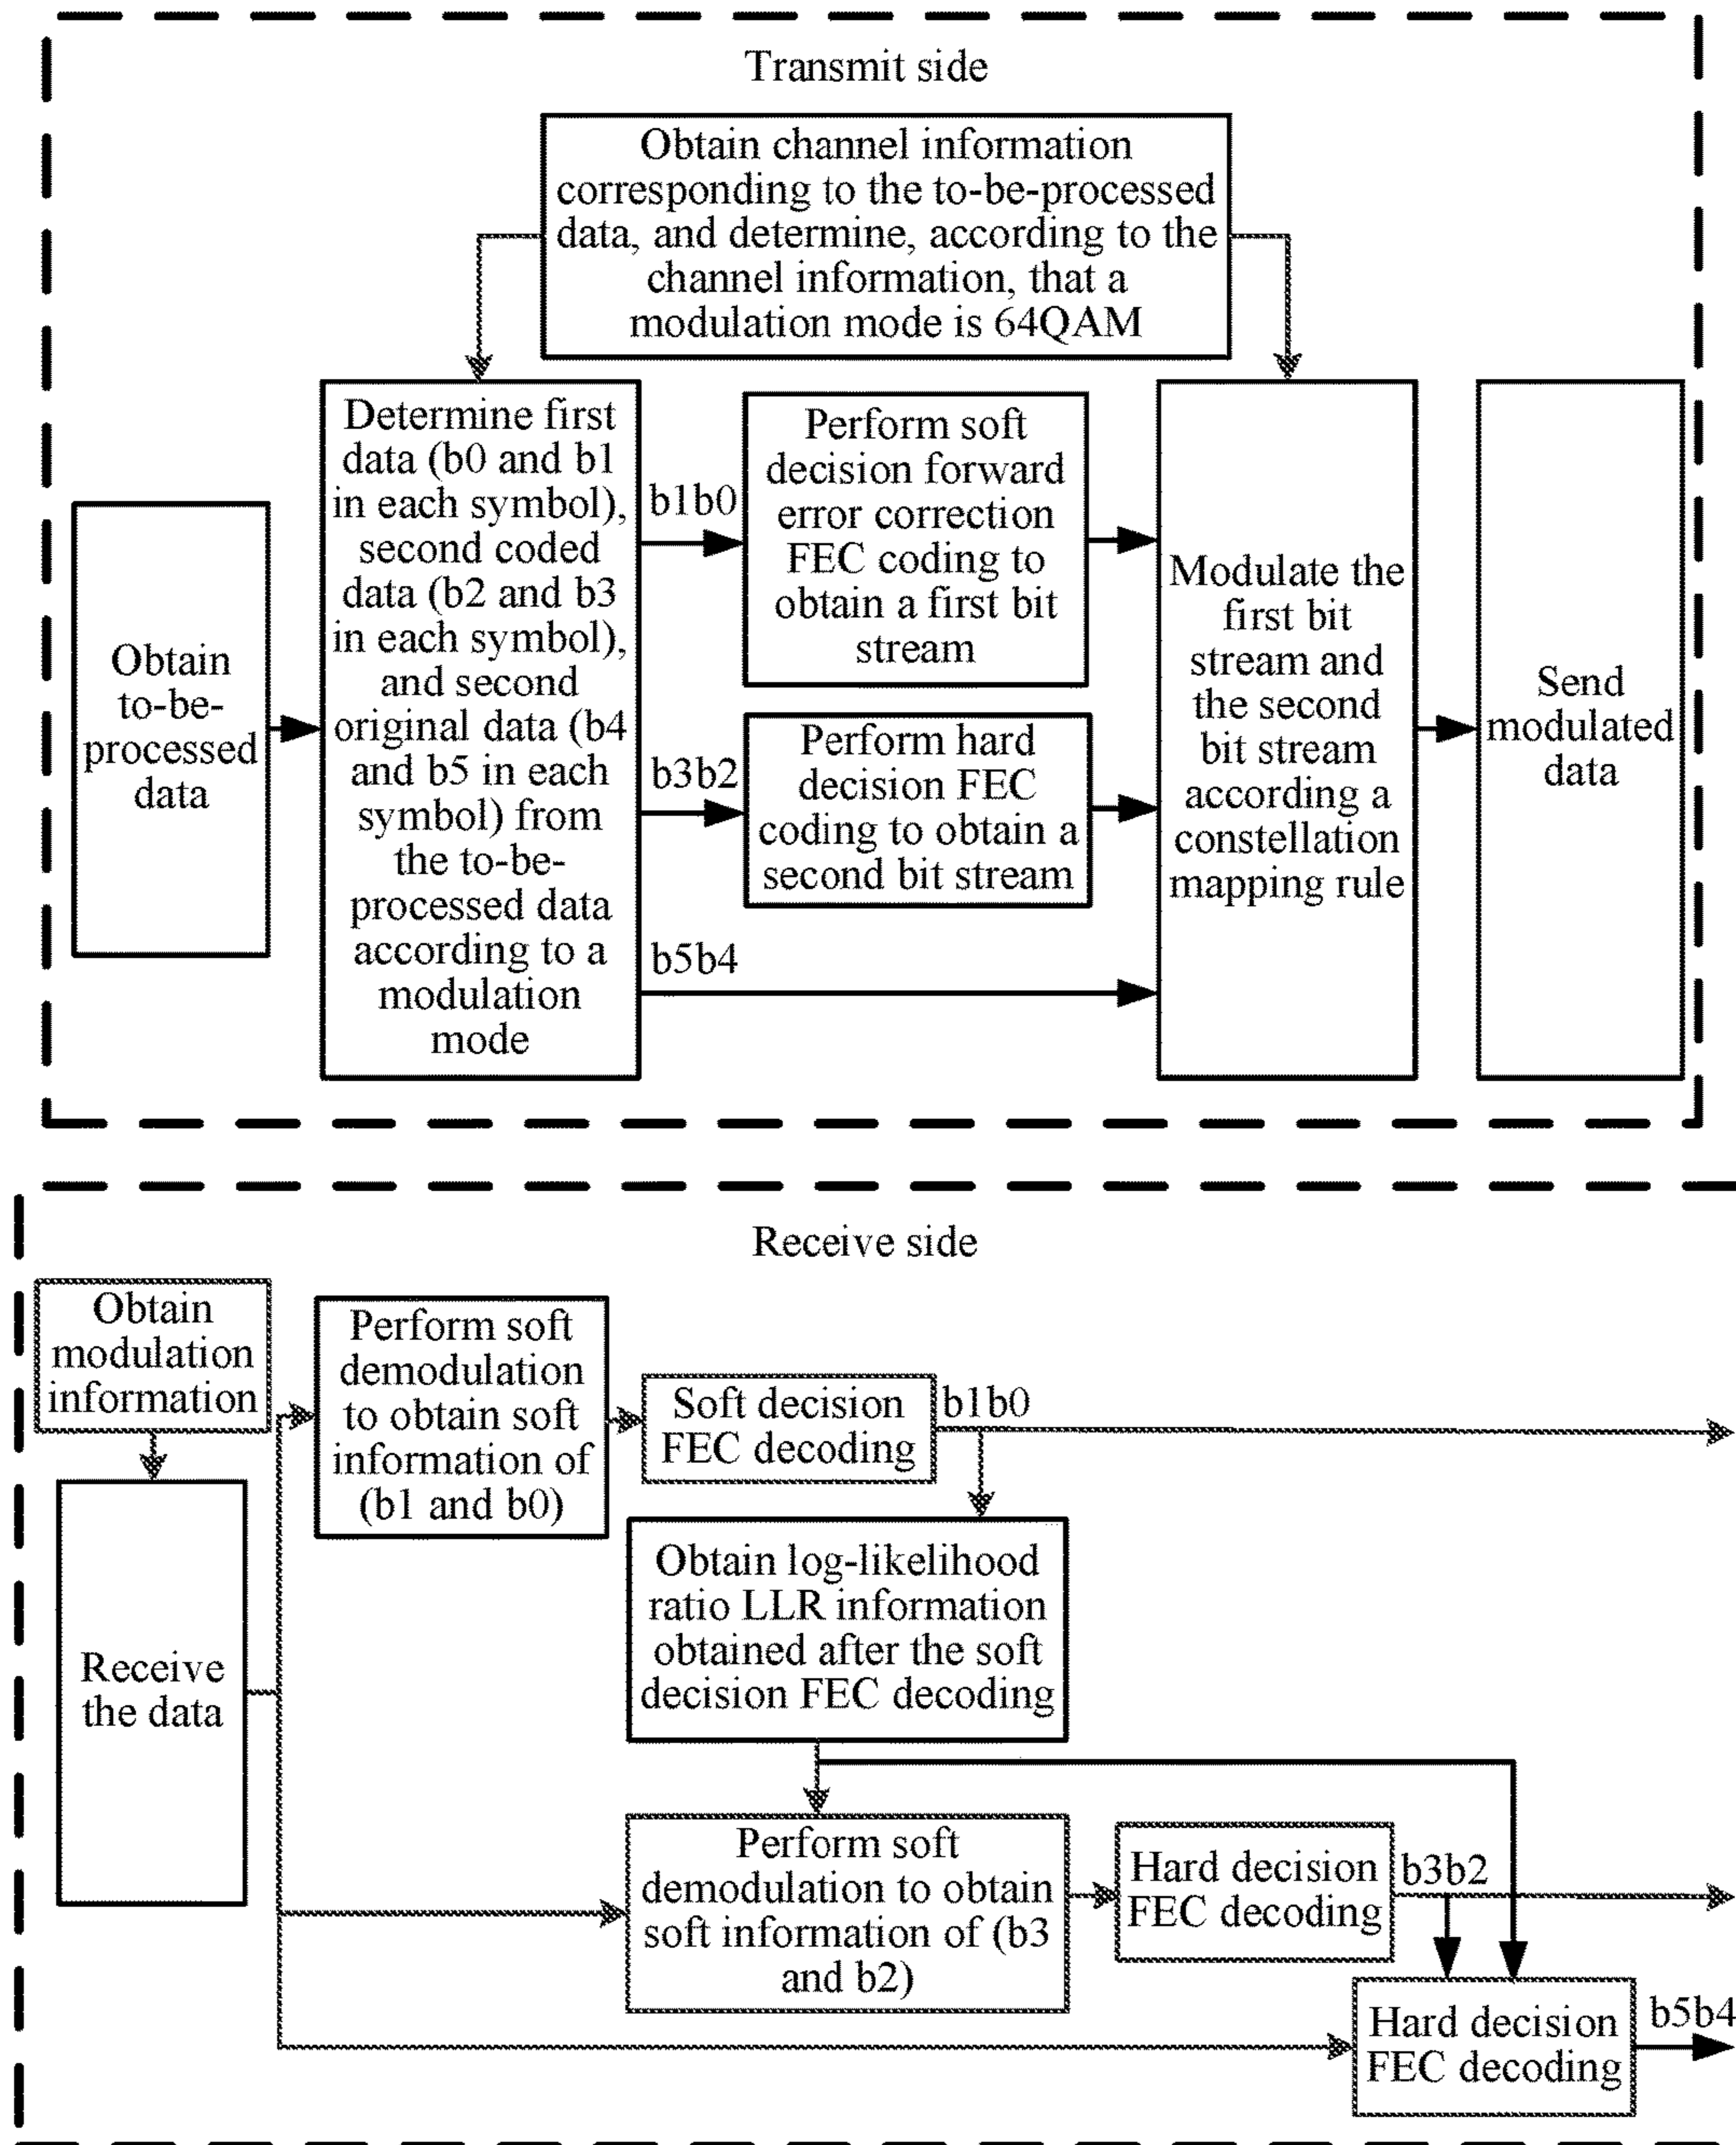 Transmit side
Obtain channel information
corresponding to the to-be-processed
data, and determine, according to the
channel information, that a
modulation mode is 64QAM
Obtain
to-be-
processed
data
Determine first
data (b0 and b1
in each symbol),
second coded
data (b2 and b3
in each symbol),
and second
original data (b4
and b5 in each
symbol) from
the to-be-
processed data
according to a
modulation
mode
b1b0
b3b2
b5b4
Perform soft
decision forward
error correction
FEC coding to
obtain a first bit
stream
Perform hard
decision FEC
coding to obtain a
second bit stream
Modulate the
first bit
stream and
the second
bit stream
according a
constellation
mapping rule
Send
modulated
data
Receive side
Obtain
modulation
information
Receive
the data
Perform soft
demodulation
to obtain soft
information of
(b1 and b0)
Soft decision
FEC decoding
b1b0
Obtain log-likelihood
ratio LLR information
obtained after the soft
decision FEC decoding
Perform soft
demodulation to obtain
soft information of (b3
and b2)
Hard decision
FEC decoding
b3b2
Hard decision
FEC decoding
b5b4